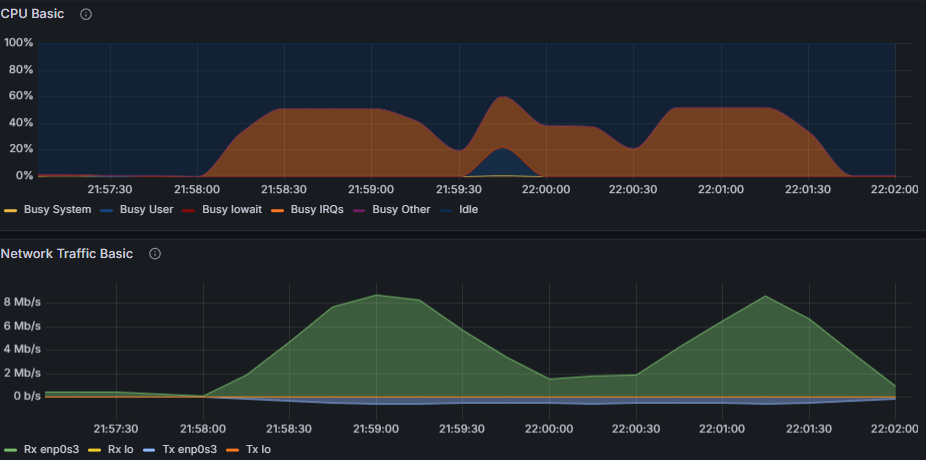 CPU Basic
100%
80%
60%
40%
20%
0%
21:57:30 21:58:00 21:58:30 21:59:00 21:59:30 22:00:00 22:00:30 22:01:00 22:01:30 22:02:00
Busy System Busy User Busy Iowait Busy IRQs Busy Other Idle
Network Traffic Basic
8 Mb/s
6 Mb/s
4 Mb/s
2 Mb/s
0 b/s
21:57:30 21:58:00 21:58:30 21:59:00 21:59:30 22:00:00 22:00:30 22:01:00 22:01:30 22:02:00
Rx enp0s3 Rx lo Tx enp0s3 Tx lo